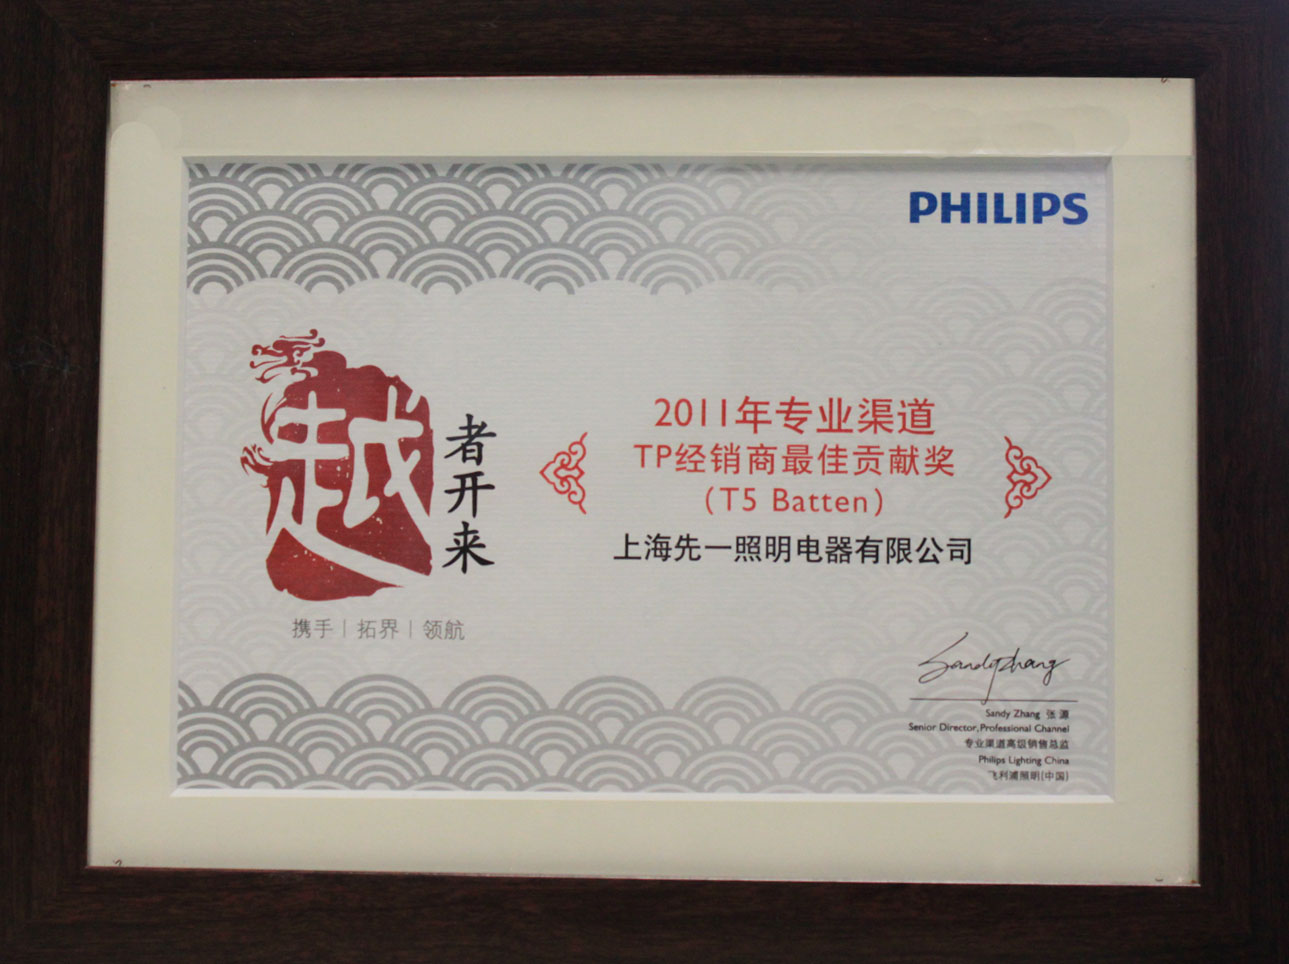 PHILIPS
越
者开来
携手|拓界|领航
2011年专业渠道
TP经销商最佳贡献奖
(T5 Batten)
上海先一照明电器有限公司
Sandy Zhang
Sandy Zhang 张源
Senior Director, Professional Channel
专业渠道高级销售总监
Philips Lighting China
飞利浦照明(中国)